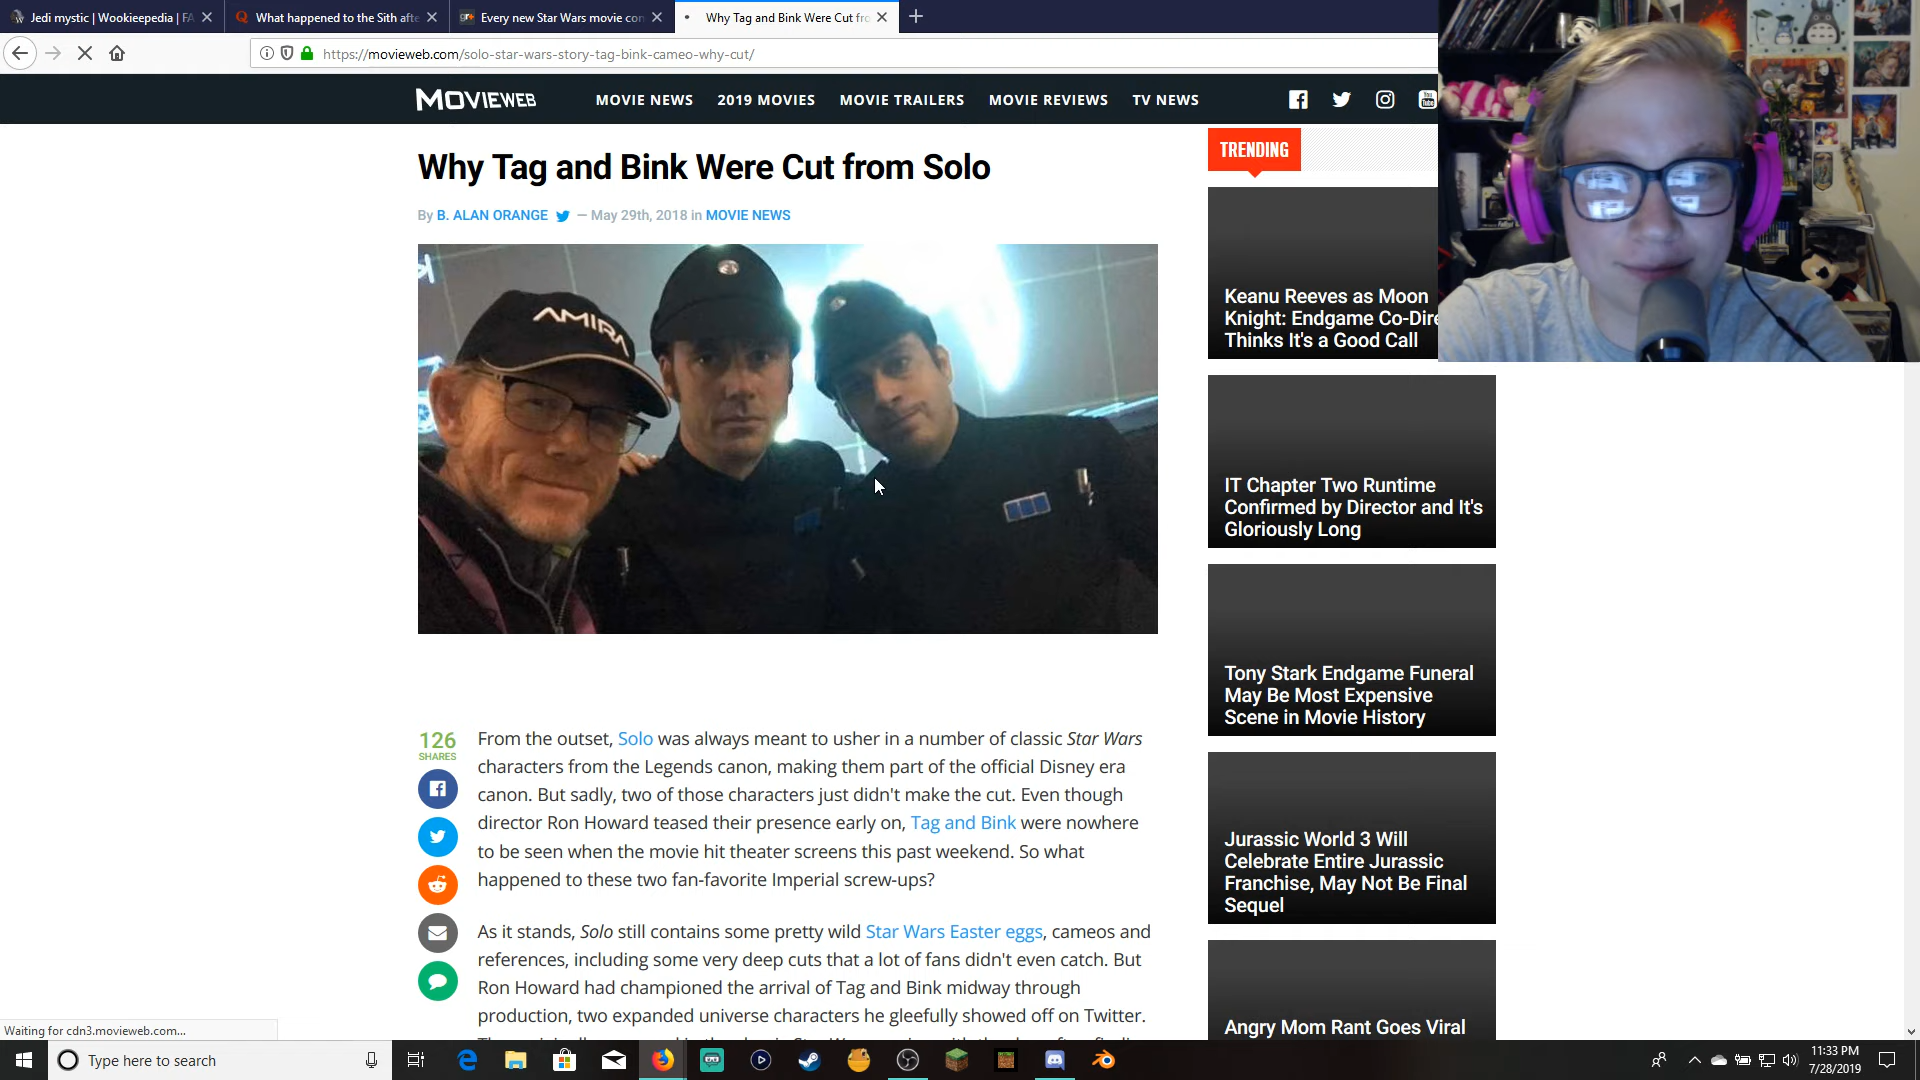 Jedi mystic | Wookieepedia | FA
What happened to the Sith afte
Every new Star Wars movie con
Why Tag and Bink Were Cut fro
https://movieweb.com/solo-star-wars-story-tag-bink-cameo-why-cut/
MOVIEWEB
MOVIE NEWS 2019 MOVIES MOVIE TRAILERS MOVIE REVIEWS TV NEWS
Why Tag and Bink Were Cut from Solo
By B. ALAN ORANGE — May 29th, 2018 in MOVIE NEWS
AMIRA
126
SHARES
From the outset, Solo was always meant to usher in a number of classic Star Wars
characters from the Legends canon, making them part of the official Disney era
canon. But sadly, two of those characters just didn't make the cut. Even though
director Ron Howard teased their presence early on, Tag and Bink were nowhere
to be seen when the movie hit theater screens this past weekend. So what
happened to these two fan-favorite Imperial screw-ups?
As it stands, Solo still contains some pretty wild Star Wars Easter eggs, cameos and
references, including some very deep cuts that a lot of fans didn't even catch. But
Ron Howard had championed the arrival of Tag and Bink midway through
production, two expanded universe characters he gleefully showed off on Twitter.
TRENDING
Keanu Reeves as Moon
Knight: Endgame Co-Dire
Thinks It's a Good Call
IT Chapter Two Runtime
Confirmed by Director and It's
Gloriously Long
Tony Stark Endgame Funeral
May Be Most Expensive
Scene in Movie History
Jurassic World 3 Will
Celebrate Entire Jurassic
Franchise, May Not Be Final
Sequel
Angry Mom Rant Goes Viral
Waiting for cdn3.movieweb.com...
Type here to search
11:33 PM
7/28/2019